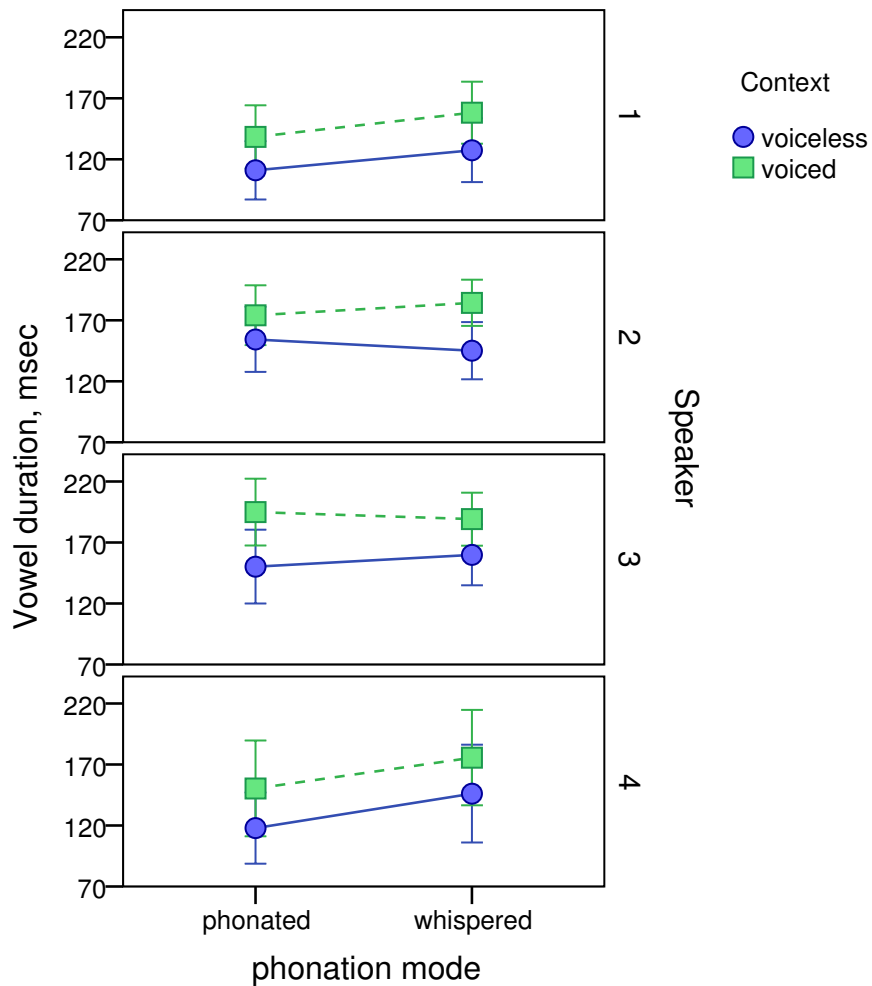 220
170
120
70
1
220
170
120
70
2
220
170
120
70
3
220
170
120
70
4
Vowel duration, msec
Speaker
phonated whispered
phonation mode
Context
voiceless
voiced